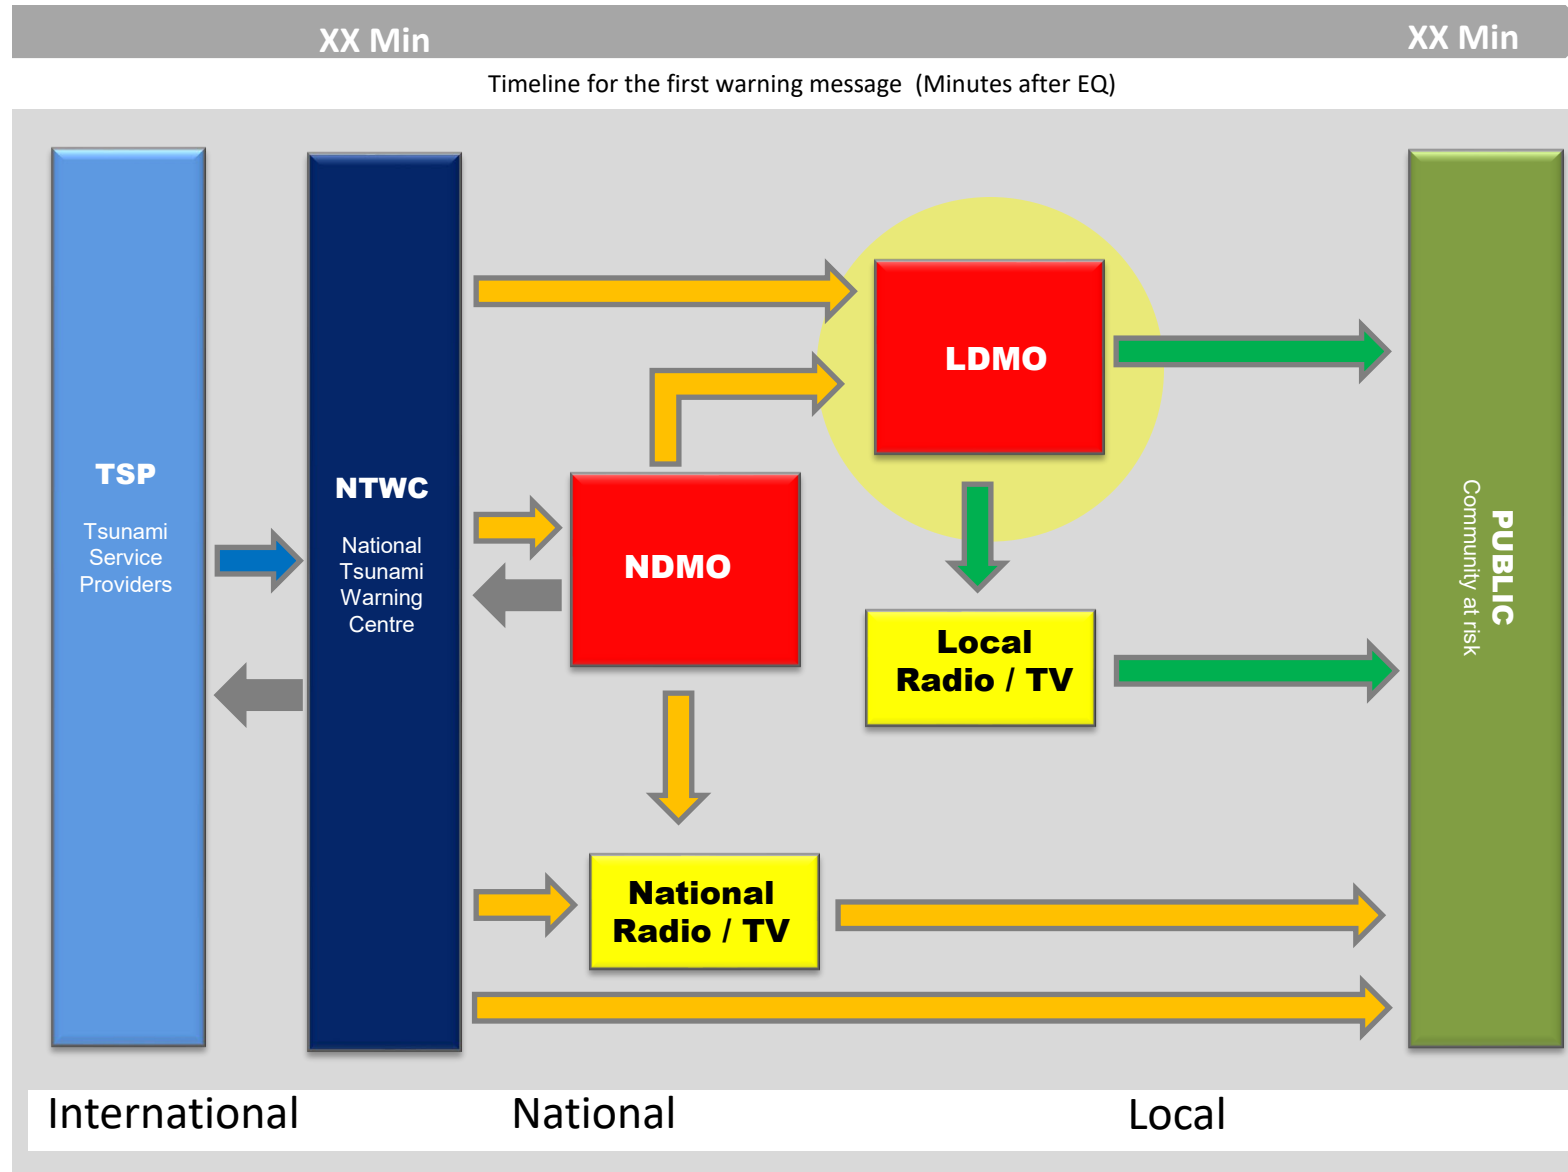 XX Min
XX Min
Timeline for the first warning message (Minutes after EQ)
TSP
Tsunami
Service
Providers
NTWC
National
Tsunami
Warning
Centre
NDMO
LDMO
Local
Radio / TV
National
Radio / TV
PUBLIC
Community at risk
International
National
Local